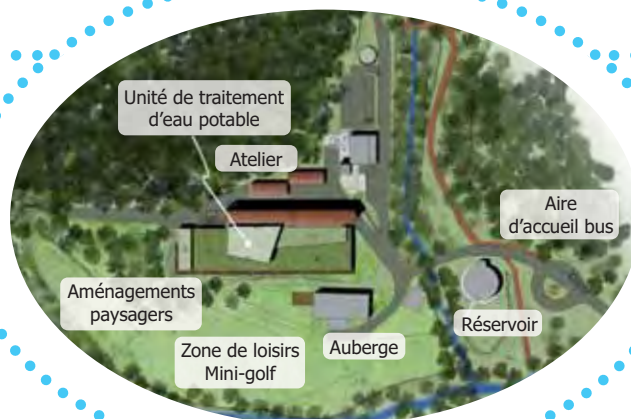 Unité de traitement
d'eau potable
Atelier
Aire
d'accueil bus
Aménagements
paysagers
Réservoir
Auberge
Zone de loisirs
Mini-golf